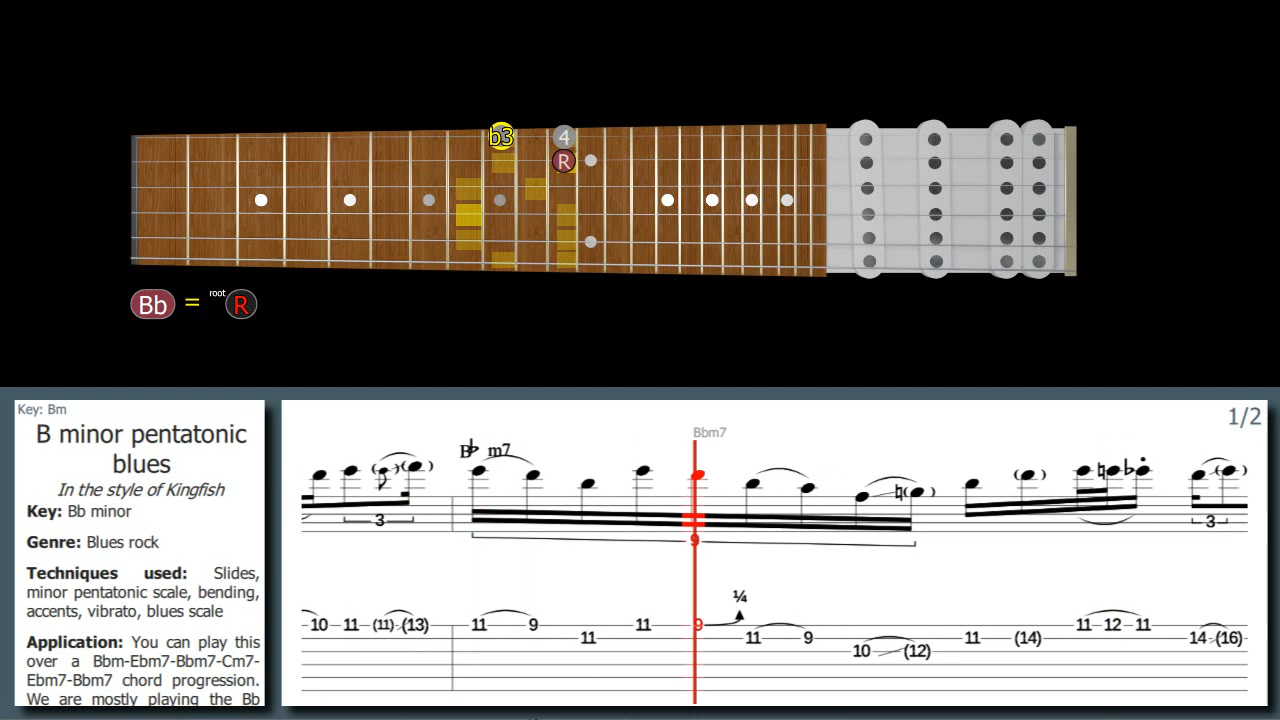 b3 4
R
Bb = root R
Key: Bm
B minor pentatonic
blues
In the style of Kingfish
Key: Bb minor
Genre: Blues rock
Techniques used: Slides,
minor pentatonic scale, bending,
accents, vibrato, blues scale
Application: You can play this
over a Bbm-Ebm7-Bbm7-Cm7-
Ebm7-Bbm7 chord progression.
We are mostly playing the Bb
1/2
Bbm7
B♭ m7
3 9 3
¼
10 11 (11) (13) 11 9 11 9 11 12 11
11 11 9 11 (14) 14 (16)
10 (12)